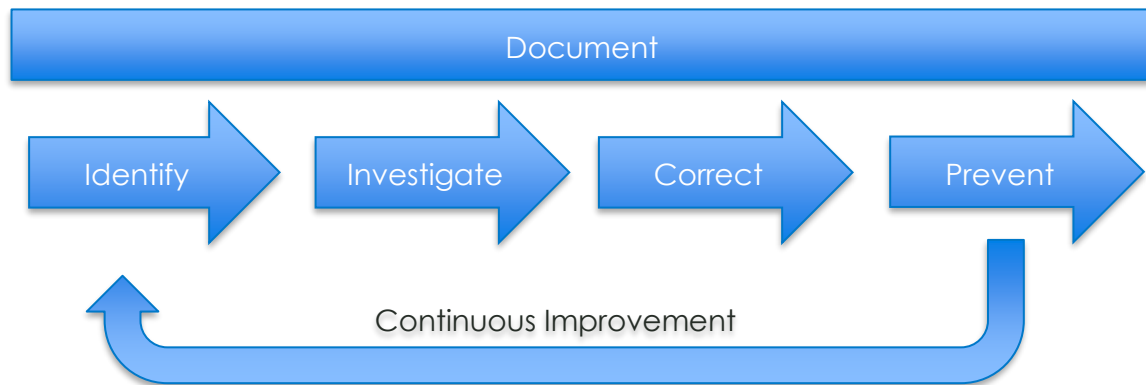 Document
Identify
Investigate
Correct
Prevent
Continuous Improvement